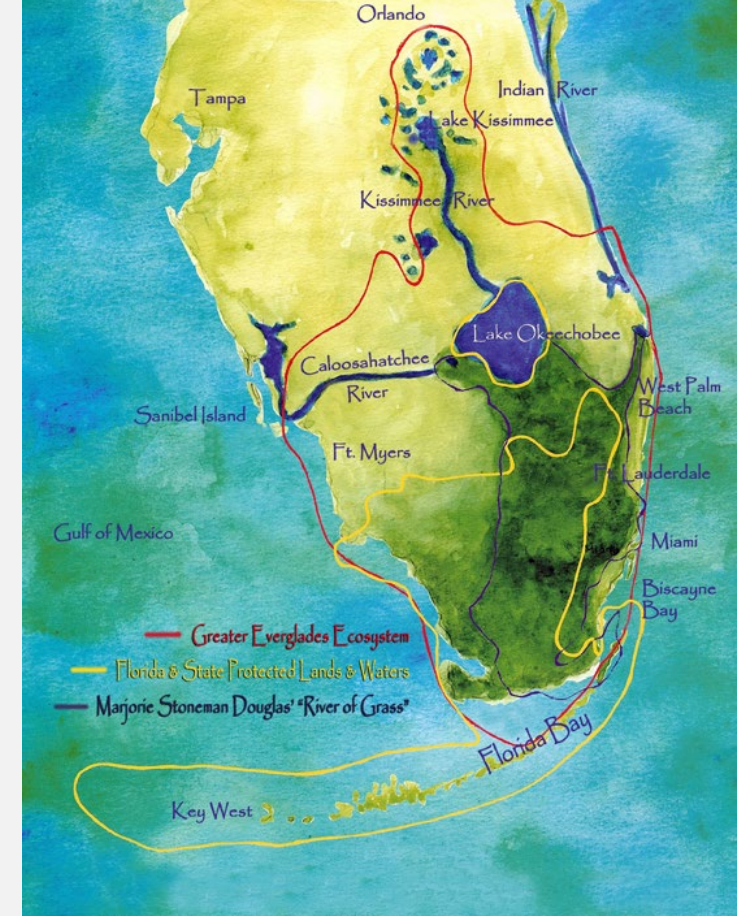 Orlando
Tampa
Indian River
Lake Kissimmee
Kissimmee River
Lake Okeechobee
Caloosahatchee
River
West Palm
Beach
Sanibel Island
Ft. Myers
Ft. Lauderdale
Gulf of Mexico
Miami
Biscayne
Bay
Greater Everglades Ecosystem
Florida & State Protected Lands & Waters
Marjorie Stoneman Douglas' "River of Grass"
Florida Bay
Key West